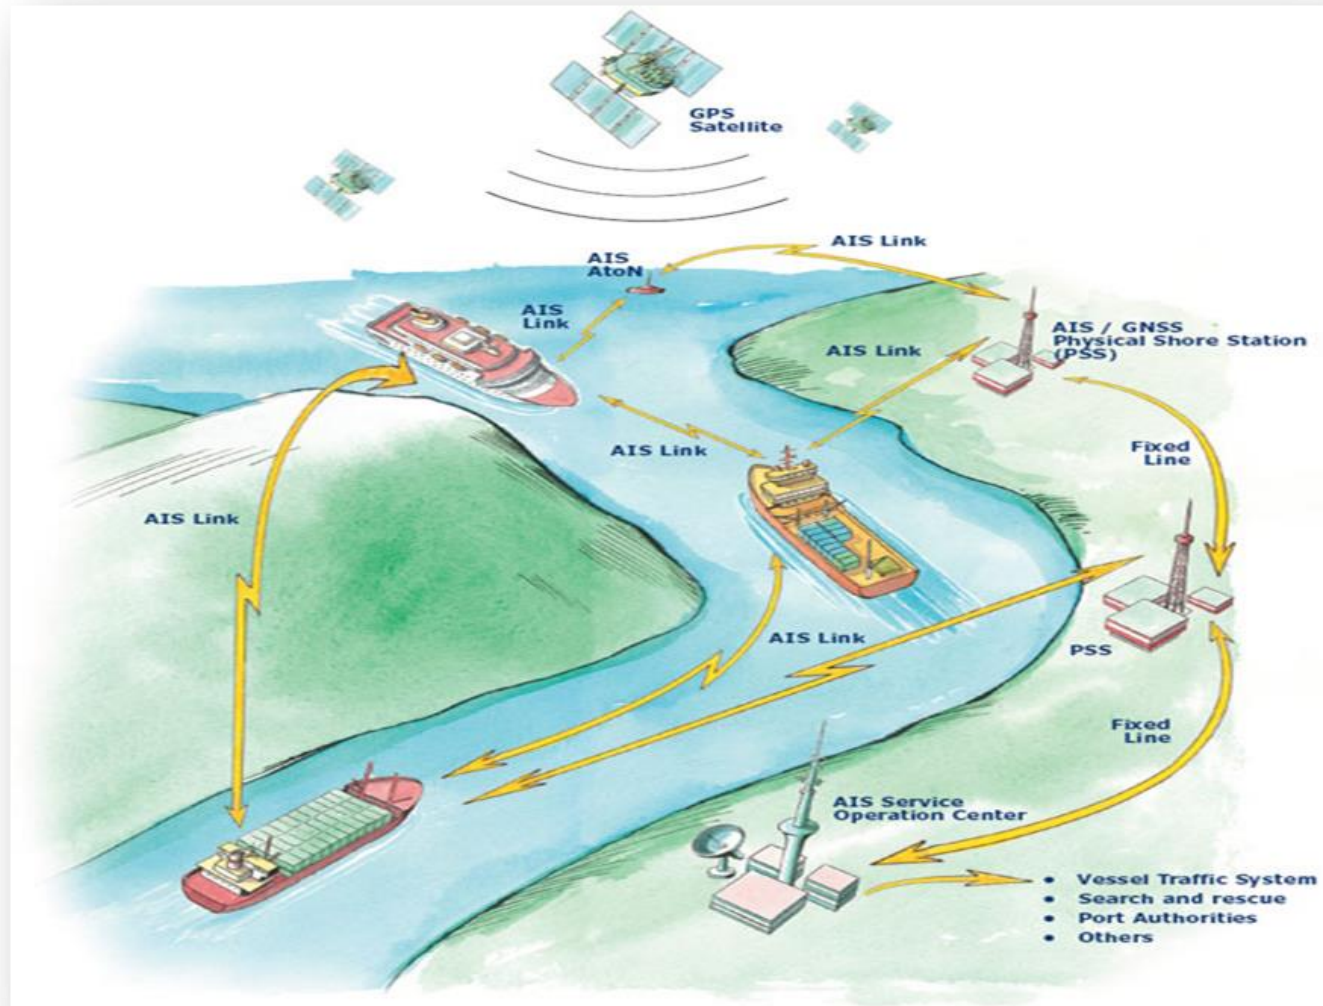 GPS
Satellite
AIS Link
AIS
AtoN
AIS
Link
AIS / GNSS
Physical Shore Station
(PSS)
AIS Link
AIS Link
Fixed
Line
AIS Link
AIS Link
PSS
Fixed
Line
AIS Service
Operation Center
• Vessel Traffic System
• Search and rescue
• Port Authorities
• Others